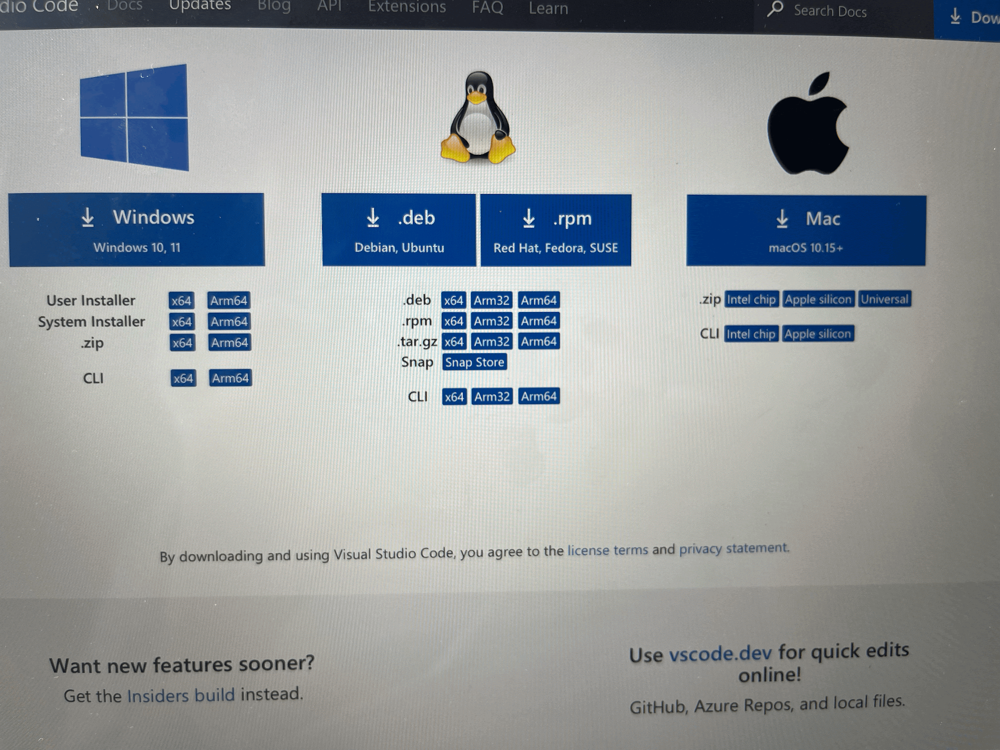 dio Code Docs Updates Blog API Extensions FAQ Learn Search Docs Dow
Windows
Windows 10, 11
.deb
Debian, Ubuntu
.rpm
Red Hat, Fedora, SUSE
Mac
macOS 10.15+
User Installer x64 Arm64
System Installer x64 Arm64
.zip x64 Arm64
CLI x64 Arm64
.deb x64 Arm32 Arm64
.rpm x64 Arm32 Arm64
.tar.gz x64 Arm32 Arm64
Snap Snap Store
CLI x64 Arm32 Arm64
.zip Intel chip Apple silicon Universal
CLI Intel chip Apple silicon
By downloading and using Visual Studio Code, you agree to the license terms and privacy statement.
Want new features sooner?
Get the Insiders build instead.
Use vscode.dev for quick edits
online!
GitHub, Azure Repos, and local files.